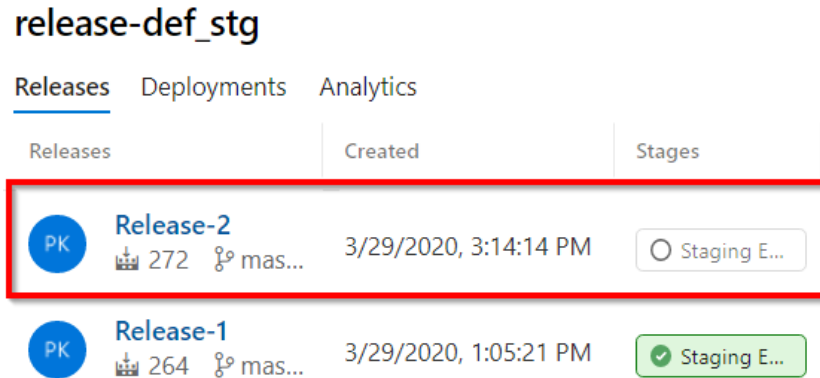 release-def_stg
Releases Deployments Analytics
Releases Created Stages
PK Release-2 3/29/2020, 3:14:14 PM Staging E...
272 mas...
PK Release-1 3/29/2020, 1:05:21 PM Staging E...
264 mas...